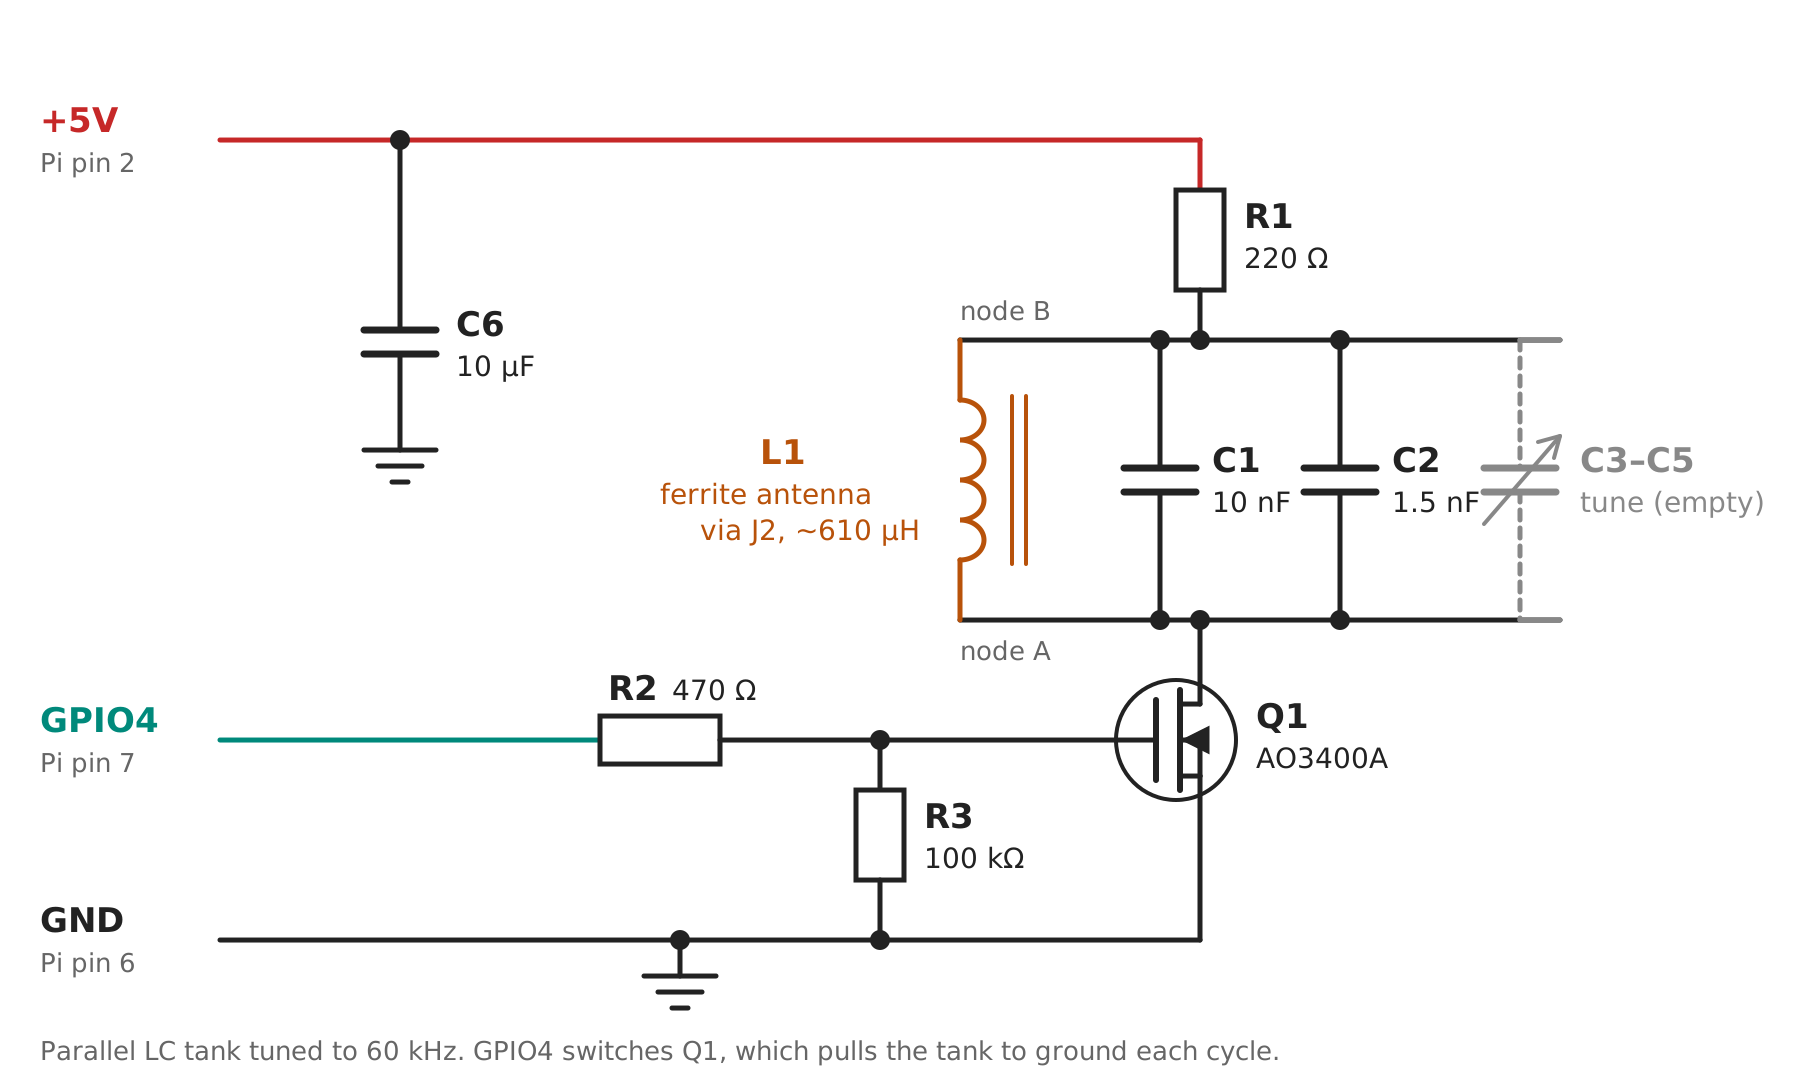 +5V
Pi pin 2
R1
220 Ω
node B
C6
10 µF
L1
ferrite antenna
via J2, ~610 µH
C1
10 nF
C2
1.5 nF
C3–C5
tune (empty)
node A
R2 470 Ω
GPIO4
Pi pin 7
Q1
AO3400A
R3
100 kΩ
GND
Pi pin 6
Parallel LC tank tuned to 60 kHz. GPIO4 switches Q1, which pulls the tank to ground each cycle.